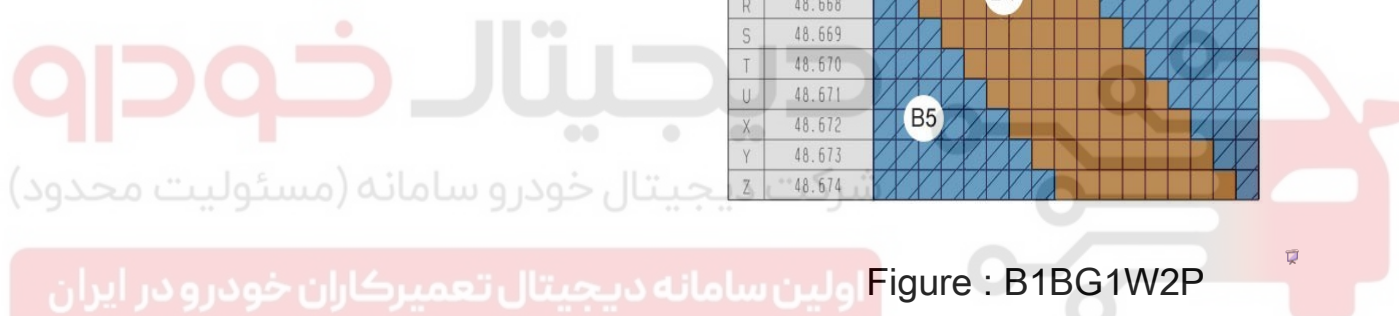 R 48.668
S 48.669
T 48.670
U 48.671
X 48.672
Y 48.673
Z 48.674
B5
دیجیتال خودرو
شرکت دیجیتال خودرو سامانه (مسئولیت محدود)
اولین سامانه دیجیتال تعمیرکاران خودرو در ایران
Figure : B1BG1W2P